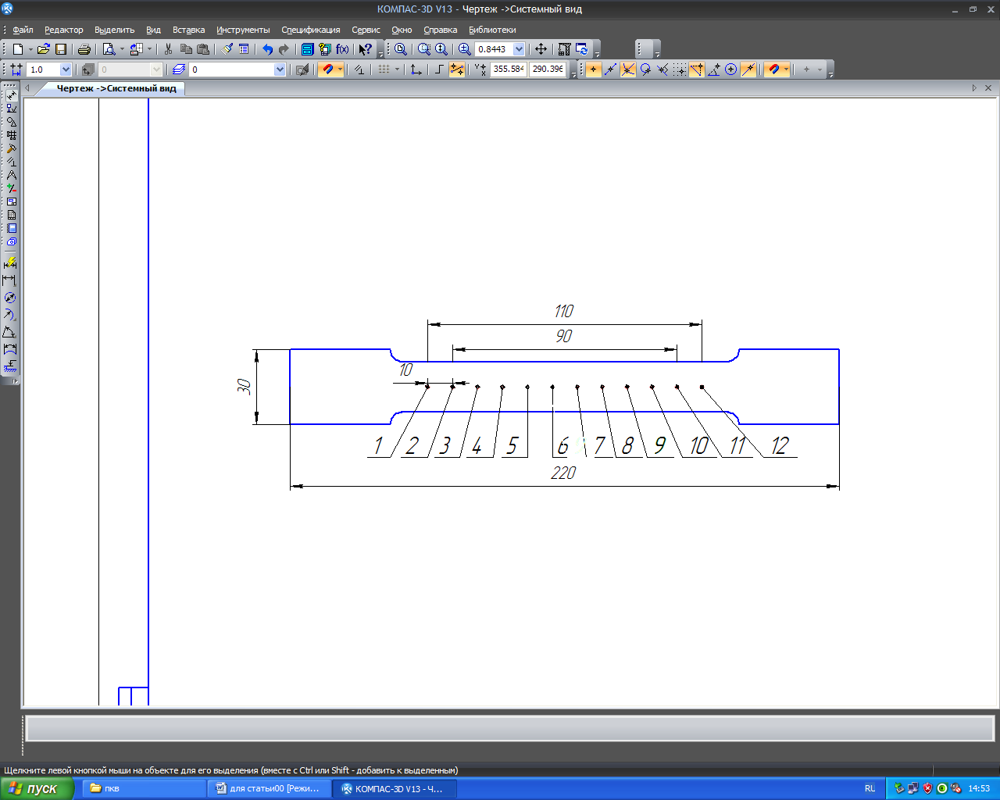 КОМПАС-3D V13 - Чертеж ->Системный вид
Файл Редактор Выделить Вид Вставка Инструменты Спецификация Сервис Окно Справка Библиотеки
f(x) 0.8443
1.0 0 0 355.584 290.396
Чертеж ->Системный вид
110
90
10
30
1 2 3 4 5 6 7 8 9 10 11 12
220
Щелкните левой кнопкой мыши на объекте для его выделения (вместе с Ctrl или Shift - добавить к выделенным)
пуск пкв для статьи00 [Режи... КОМПАС-3D V13 - Ч... RU 14:53